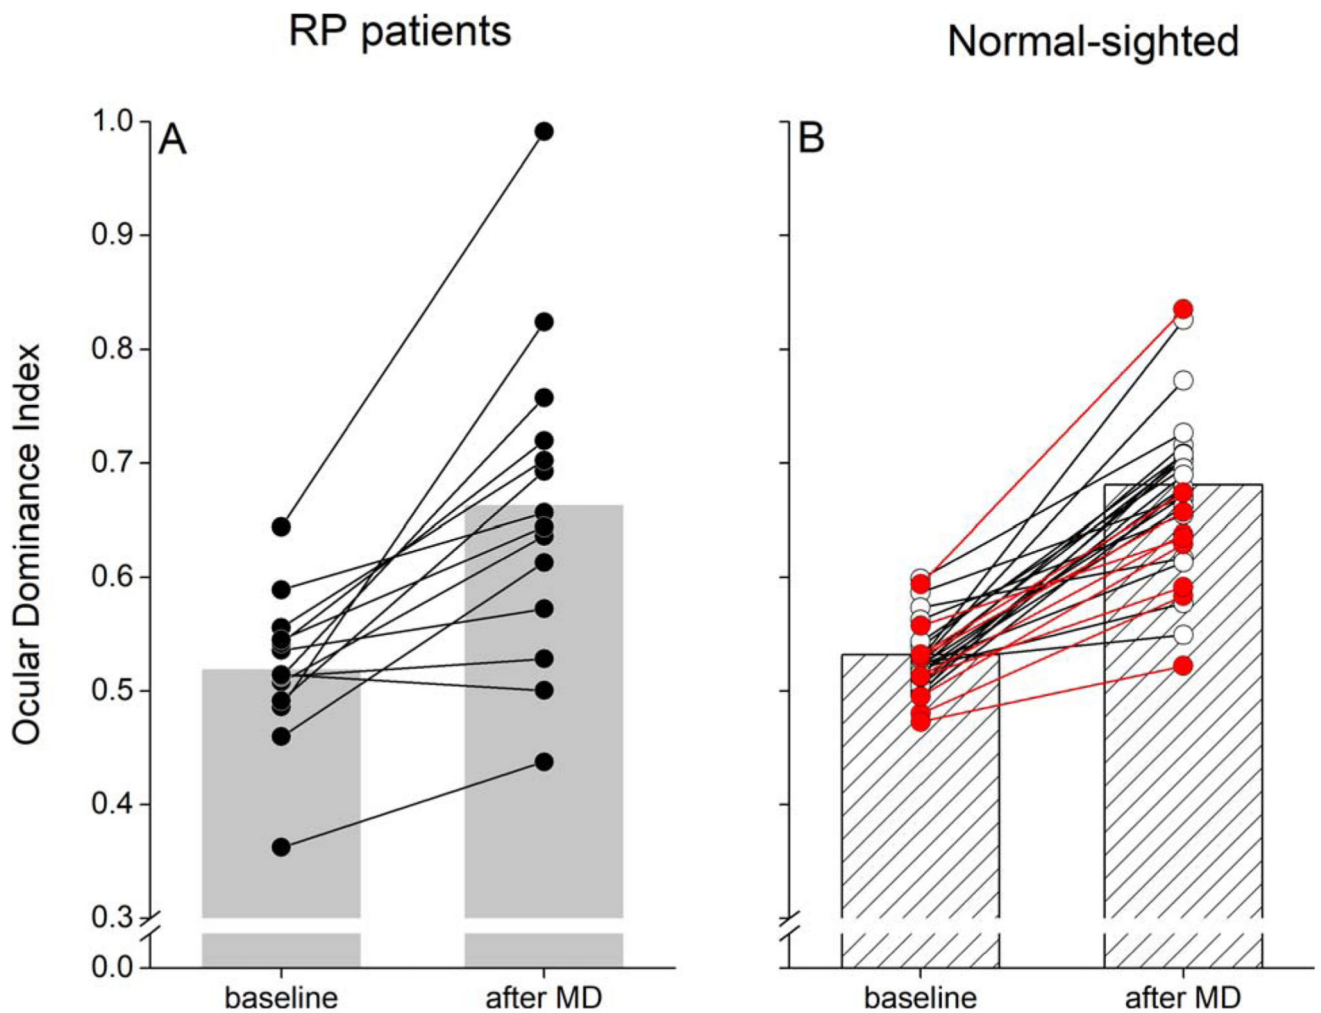 RP patients
Normal-sighted
A
B
Ocular Dominance Index
1.0
0.9
0.8
0.7
0.6
0.5
0.4
0.3
0.0
baseline
after MD
baseline
after MD